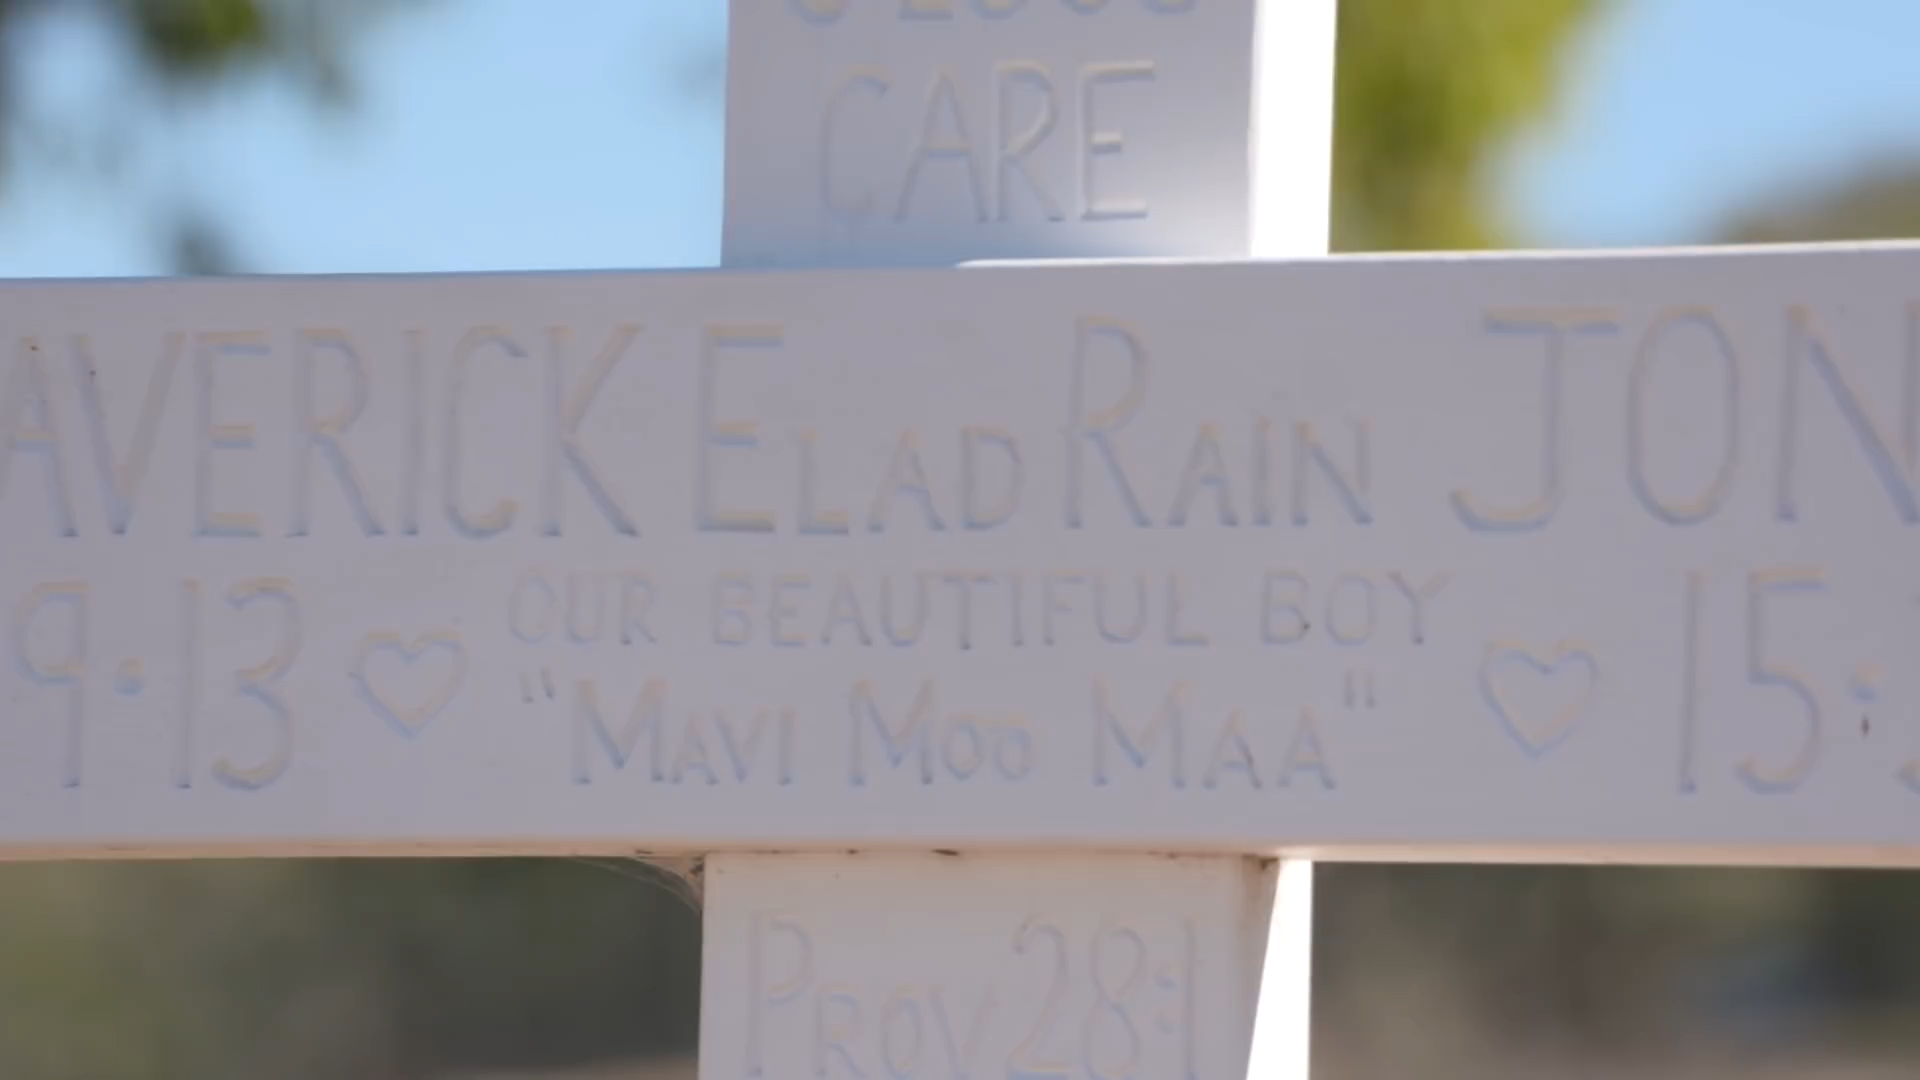 CARE
AVERICK ELAD RAIN JON
9.13 ♡ OUR BEAUTIFUL BOY ♡ 15.
"MAVI MOO MAA"
PROV 28:1